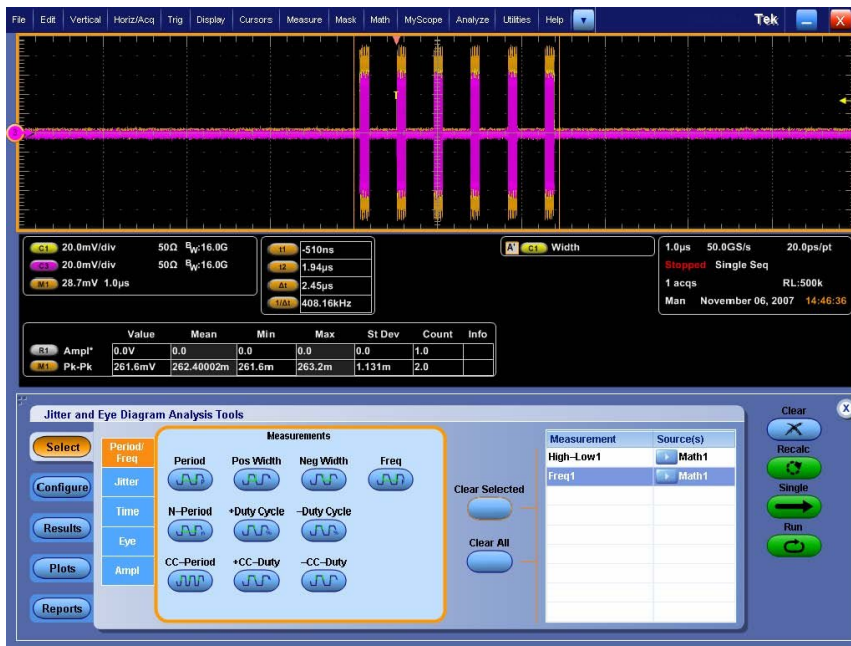 File Edit Vertical Horiz/Acq Trig Display Cursors Measure Mask Math MyScope Analyze Utilities Help Tek X
T
C1 20.0mV/div 50Ω BW:16.0G
C3 20.0mV/div 50Ω BW:16.0G
M1 28.7mV 1.0µs
t1 -510ns
t2 1.94µs
Δt 2.45µs
1/Δt 408.16kHz
A' C1 Width
1.0µs 50.0GS/s 20.0ps/pt
Stopped Single Seq
1 acqs RL:500k
Man November 06, 2007 14:46:36
Value Mean Min Max St Dev Count Info
R1 Ampl* 0.0V 0.0 0.0 0.0 0.0 1.0
M1 Pk-Pk 261.6mV 262.40002m 261.6m 263.2m 1.131m 2.0
Jitter and Eye Diagram Analysis Tools
Select
Configure
Results
Plots
Reports
Period/
Freq
Jitter
Time
Eye
Ampl
Measurements
Period Pos Width Neg Width Freq
N-Period +Duty Cycle -Duty Cycle
CC-Period +CC-Duty -CC-Duty
Clear Selected
Clear All
Measurement Source(s)
High-Low1 Math1
Freq1 Math1
Clear
X
Recalc
Single
Run